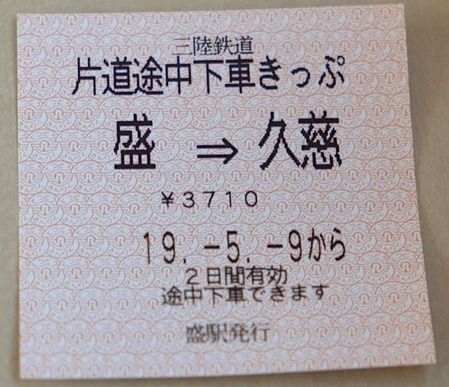 三陸鉄道
片道途中下車きっぷ
盛 ⇒ 久慈
￥3710
19. -5. -9から
2日間有効
途中下車できます
盛駅発行